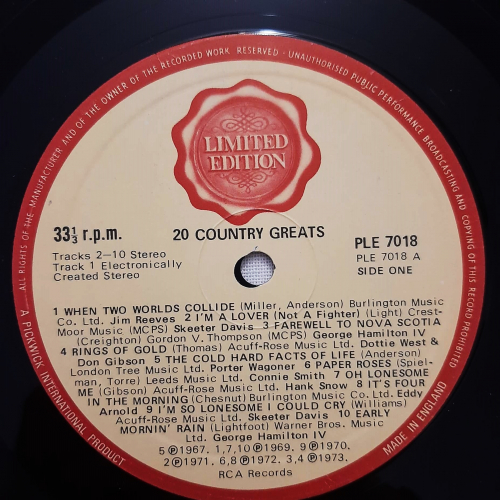 ALL RIGHTS OF THE MANUFACTURER AND OF THE OWNER OF THE RECORDED WORK RESERVED · UNAUTHORISED PUBLIC PERFORMANCE BROADCASTING AND COPYING OF THIS RECORD PROHIBITED
LIMITED
EDITION
33⅓ r.p.m.
20 COUNTRY GREATS
PLE 7018
Tracks 2–10 Stereo
Track 1 Electronically
Created Stereo
PLE 7018 A
SIDE ONE
1 WHEN TWO WORLDS COLLIDE (Miller, Anderson) Burlington Music
Co. Ltd. Jim Reeves 2 I'M A LOVER (Not A Fighter) (Light) Crest-
Moor Music (MCPS) Skeeter Davis 3 FAREWELL TO NOVA SCOTIA
(Creighton) Gordon V. Thompson (MCPS) George Hamilton IV
4 RINGS OF GOLD (Thomas) Acuff-Rose Music Ltd. Dottie West &
Don Gibson 5 THE COLD HARD FACTS OF LIFE (Anderson)
London Tree Music Ltd. Porter Wagoner 6 PAPER ROSES (Spiel-
man, Torre) Leeds Music Ltd. Connie Smith 7 OH LONESOME
ME (Gibson) Acuff-Rose Music Ltd. Hank Snow 8 IT'S FOUR
IN THE MORNING (Chesnut) Burlington Music Co. Ltd. Eddy
Arnold 9 I'M SO LONESOME I COULD CRY (Williams)
Acuff-Rose Music Ltd. Skeeter Davis 10 EARLY
MORNIN' RAIN (Lightfoot) Warner Bros. Music
Ltd. George Hamilton IV
5 ℗1967. 1,7,10 ℗1969. 9 ℗1970.
2 ℗1971. 6,8 ℗1972. 3,4 ℗1973.
RCA Records
A PICKWICK INTERNATIONAL PRODUCT
MADE IN ENGLAND